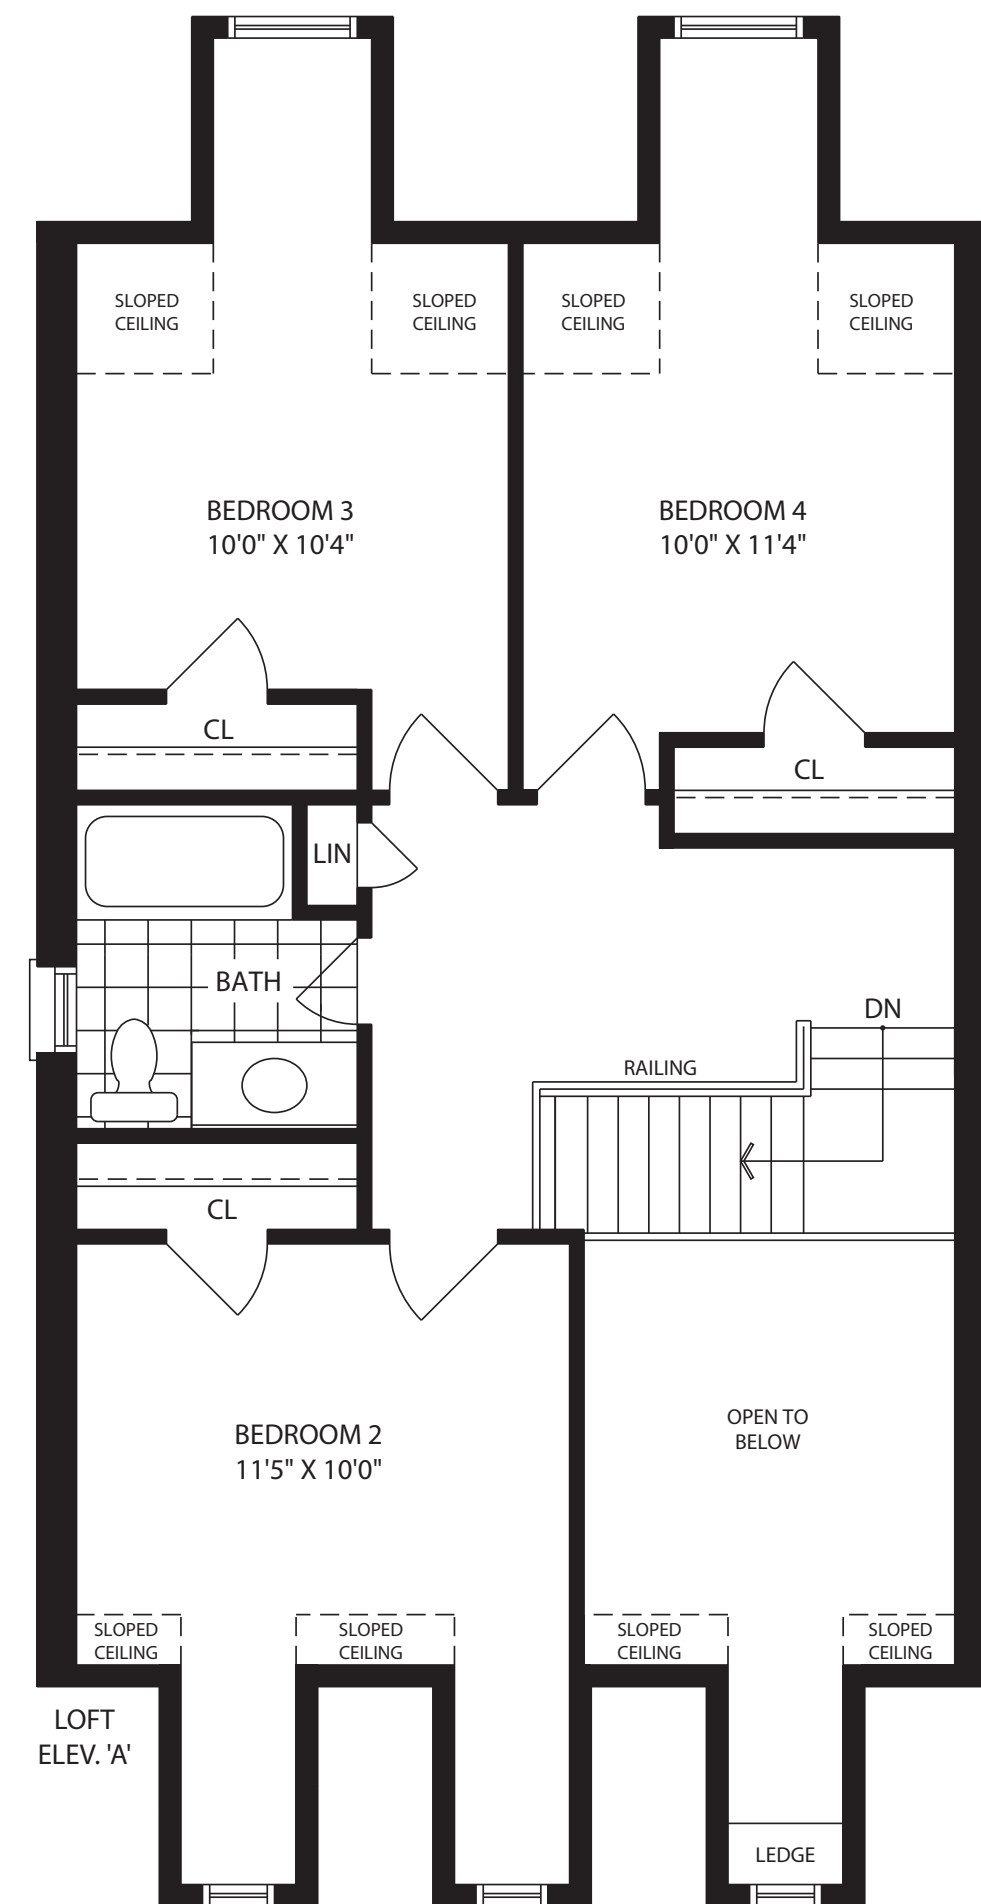 SLOPED
CEILING
SLOPED
CEILING
SLOPED
CEILING
SLOPED
CEILING
BEDROOM 3
10'0" X 10'4"
BEDROOM 4
10'0" X 11'4"
CL
CL
LIN
BATH
DN
RAILING
CL
BEDROOM 2
11'5" X 10'0"
OPEN TO
BELOW
SLOPED
CEILING
SLOPED
CEILING
SLOPED
CEILING
SLOPED
CEILING
LOFT
ELEV. 'A'
LEDGE